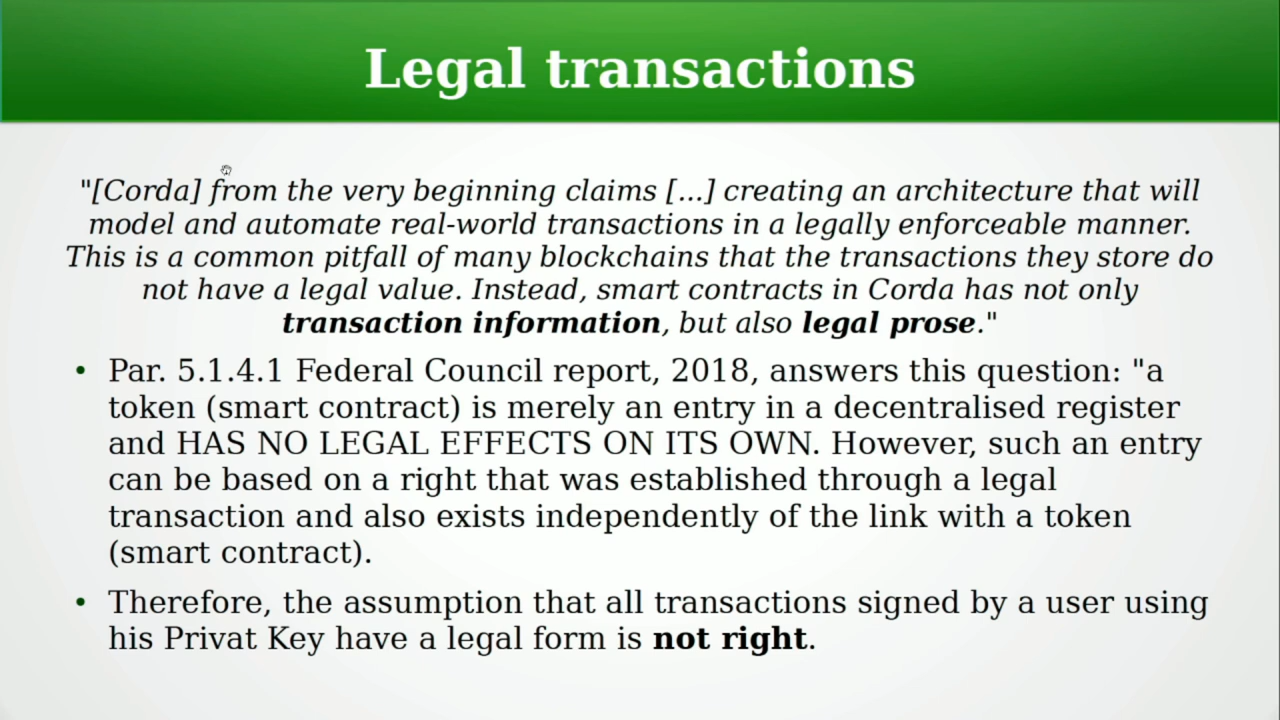 Legal transactions
"[Corda] from the very beginning claims [...] creating an architecture that will
model and automate real-world transactions in a legally enforceable manner.
This is a common pitfall of many blockchains that the transactions they store do
not have a legal value. Instead, smart contracts in Corda has not only
transaction information, but also legal prose."
• Par. 5.1.4.1 Federal Council report, 2018, answers this question: "a
token (smart contract) is merely an entry in a decentralised register
and HAS NO LEGAL EFFECTS ON ITS OWN. However, such an entry
can be based on a right that was established through a legal
transaction and also exists independently of the link with a token
(smart contract).
• Therefore, the assumption that all transactions signed by a user using
his Privat Key have a legal form is not right.